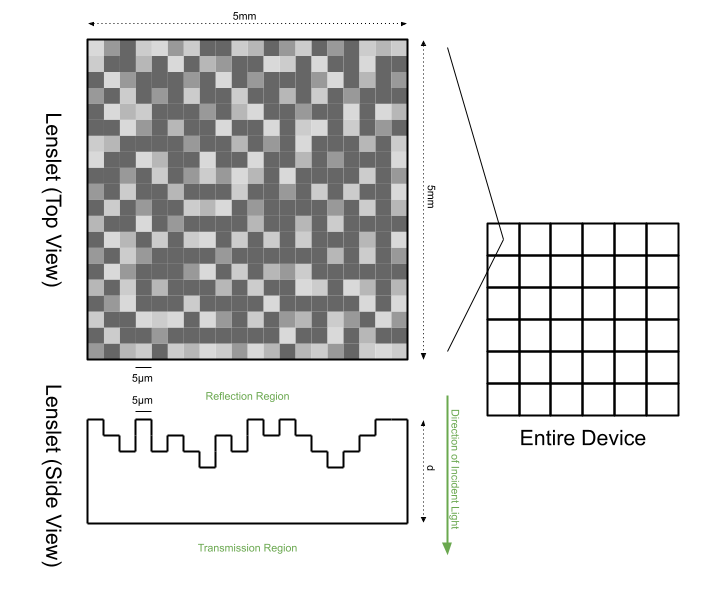 5mm
Lenslet (Top View)
5mm
5μm
5μm
Reflection Region
Lenslet (Side View)
d
Direction of Incident Light
Transmission Region
Entire Device